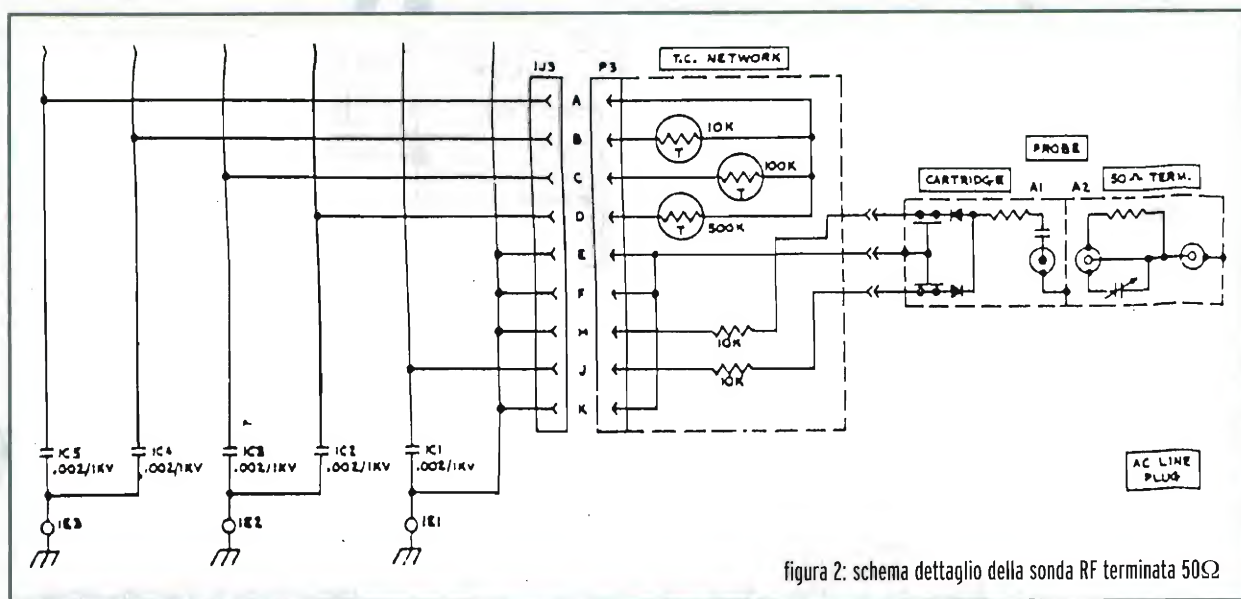 T.C. NETWORK
1J3
P3
A
B
10K
T
C
100K
T
D
500K
T
E
F
H
10K
J
10K
K
PROBE
CARTRIDGE
A1
A2
50Ω TERM.
1C5
.002/1KV
1C4
.002/1KV
1C3
.002/1KV
1C2
.002/1KV
1C1
.002/1KV
1E3
1E2
1E1
AC LINE
PLUG
figura 2: schema dettaglio della sonda RF terminata 50Ω